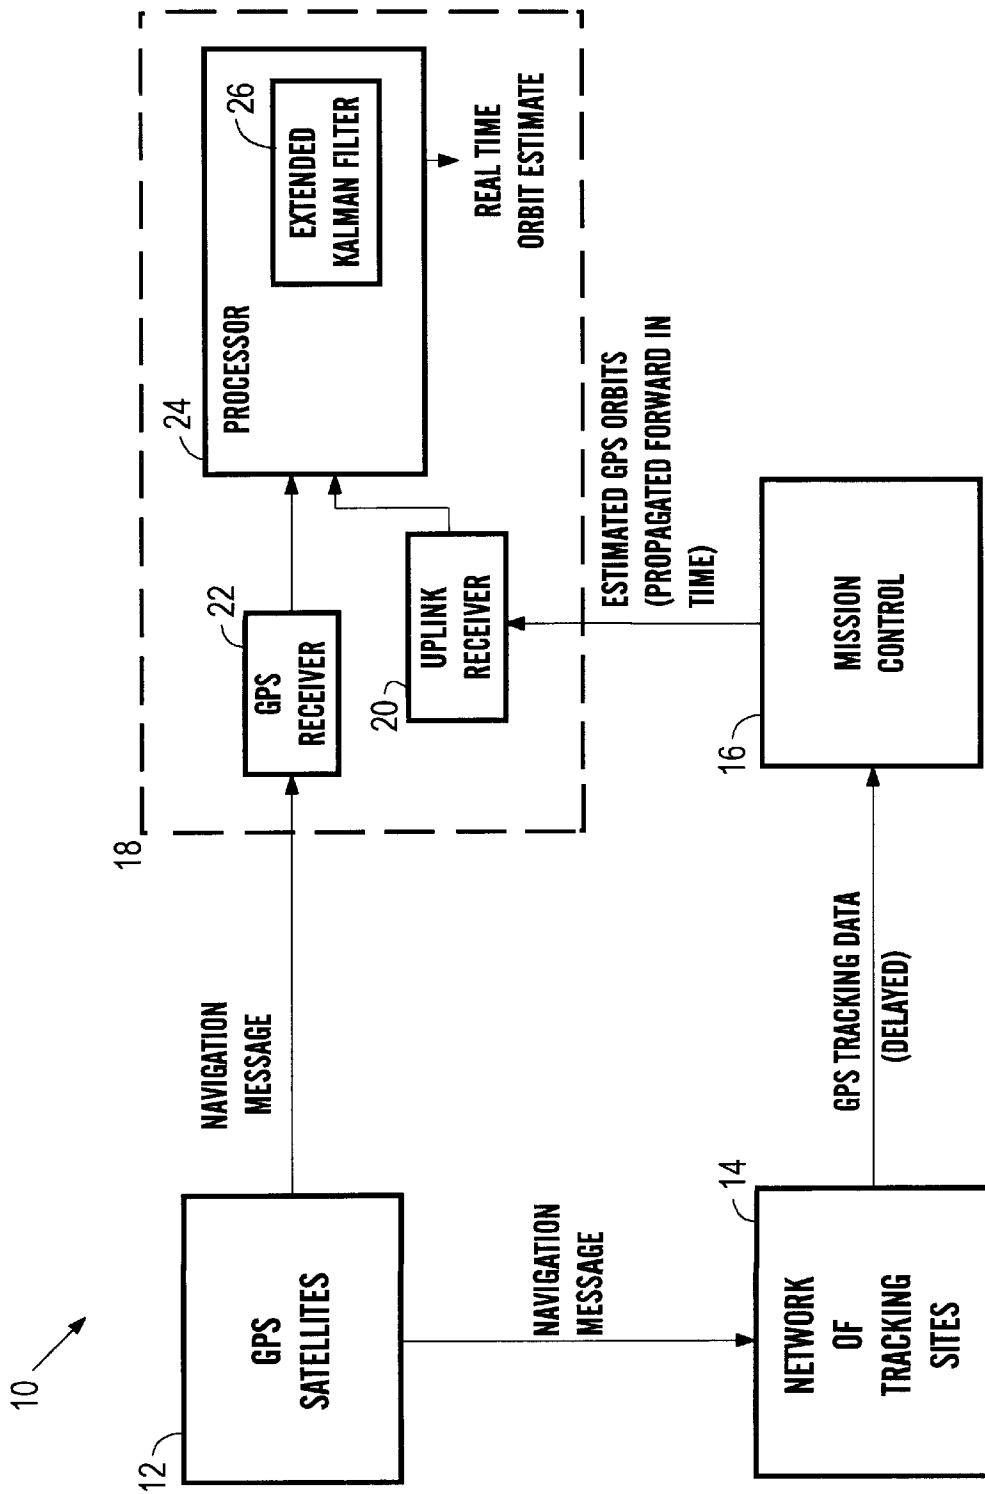 10
12
GPS
SATELLITES
NAVIGATION
MESSAGE
18
GPS
RECEIVER
22
24
PROCESSOR
EXTENDED
KALMAN FILTER
26
20
UPLINK
RECEIVER
REAL TIME
ORBIT ESTIMATE
NAVIGATION
MESSAGE
ESTIMATED GPS ORBITS
(PROPAGATED FORWARD IN
TIME)
NETWORK
OF
TRACKING
SITES
14
GPS TRACKING DATA
(DELAYED)
16
MISSION
CONTROL